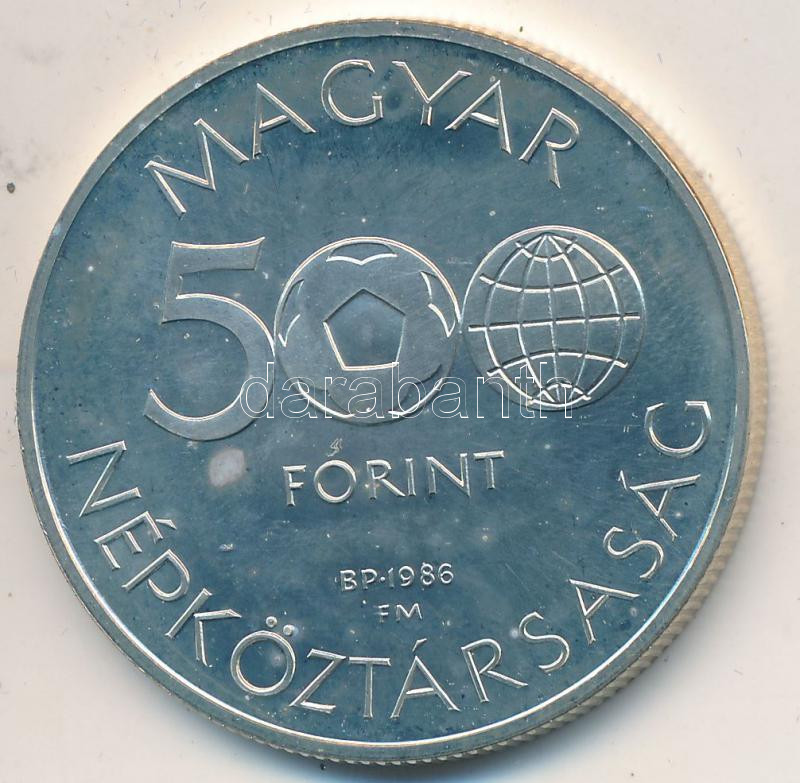 MAGYAR
500
FORINT
BP·1986
FM
NÉPKÖZTÁRSASÁG
darabanth